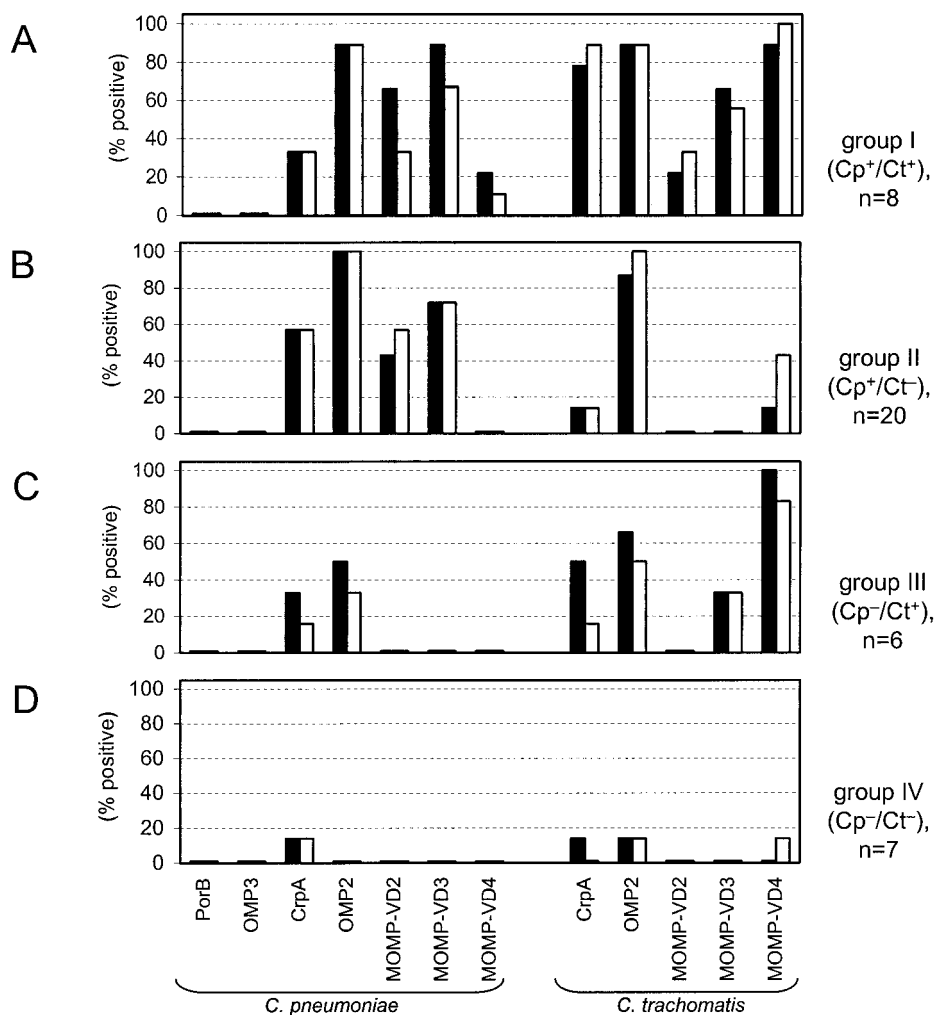 A
(% positive)
100
80
60
40
20
0
group I
(Cp⁺/Ct⁺),
n=8
B
(% positive)
100
80
60
40
20
0
group II
(Cp⁺/Ct⁻),
n=20
C
(% positive)
100
80
60
40
20
0
group III
(Cp⁻/Ct⁺),
n=6
D
(% positive)
100
80
60
40
20
0
group IV
(Cp⁻/Ct⁻),
n=7
PorB
OMP3
CrpA
OMP2
MOMP-VD2
MOMP-VD3
MOMP-VD4
CrpA
OMP2
MOMP-VD2
MOMP-VD3
MOMP-VD4
C. pneumoniae
C. trachomatis